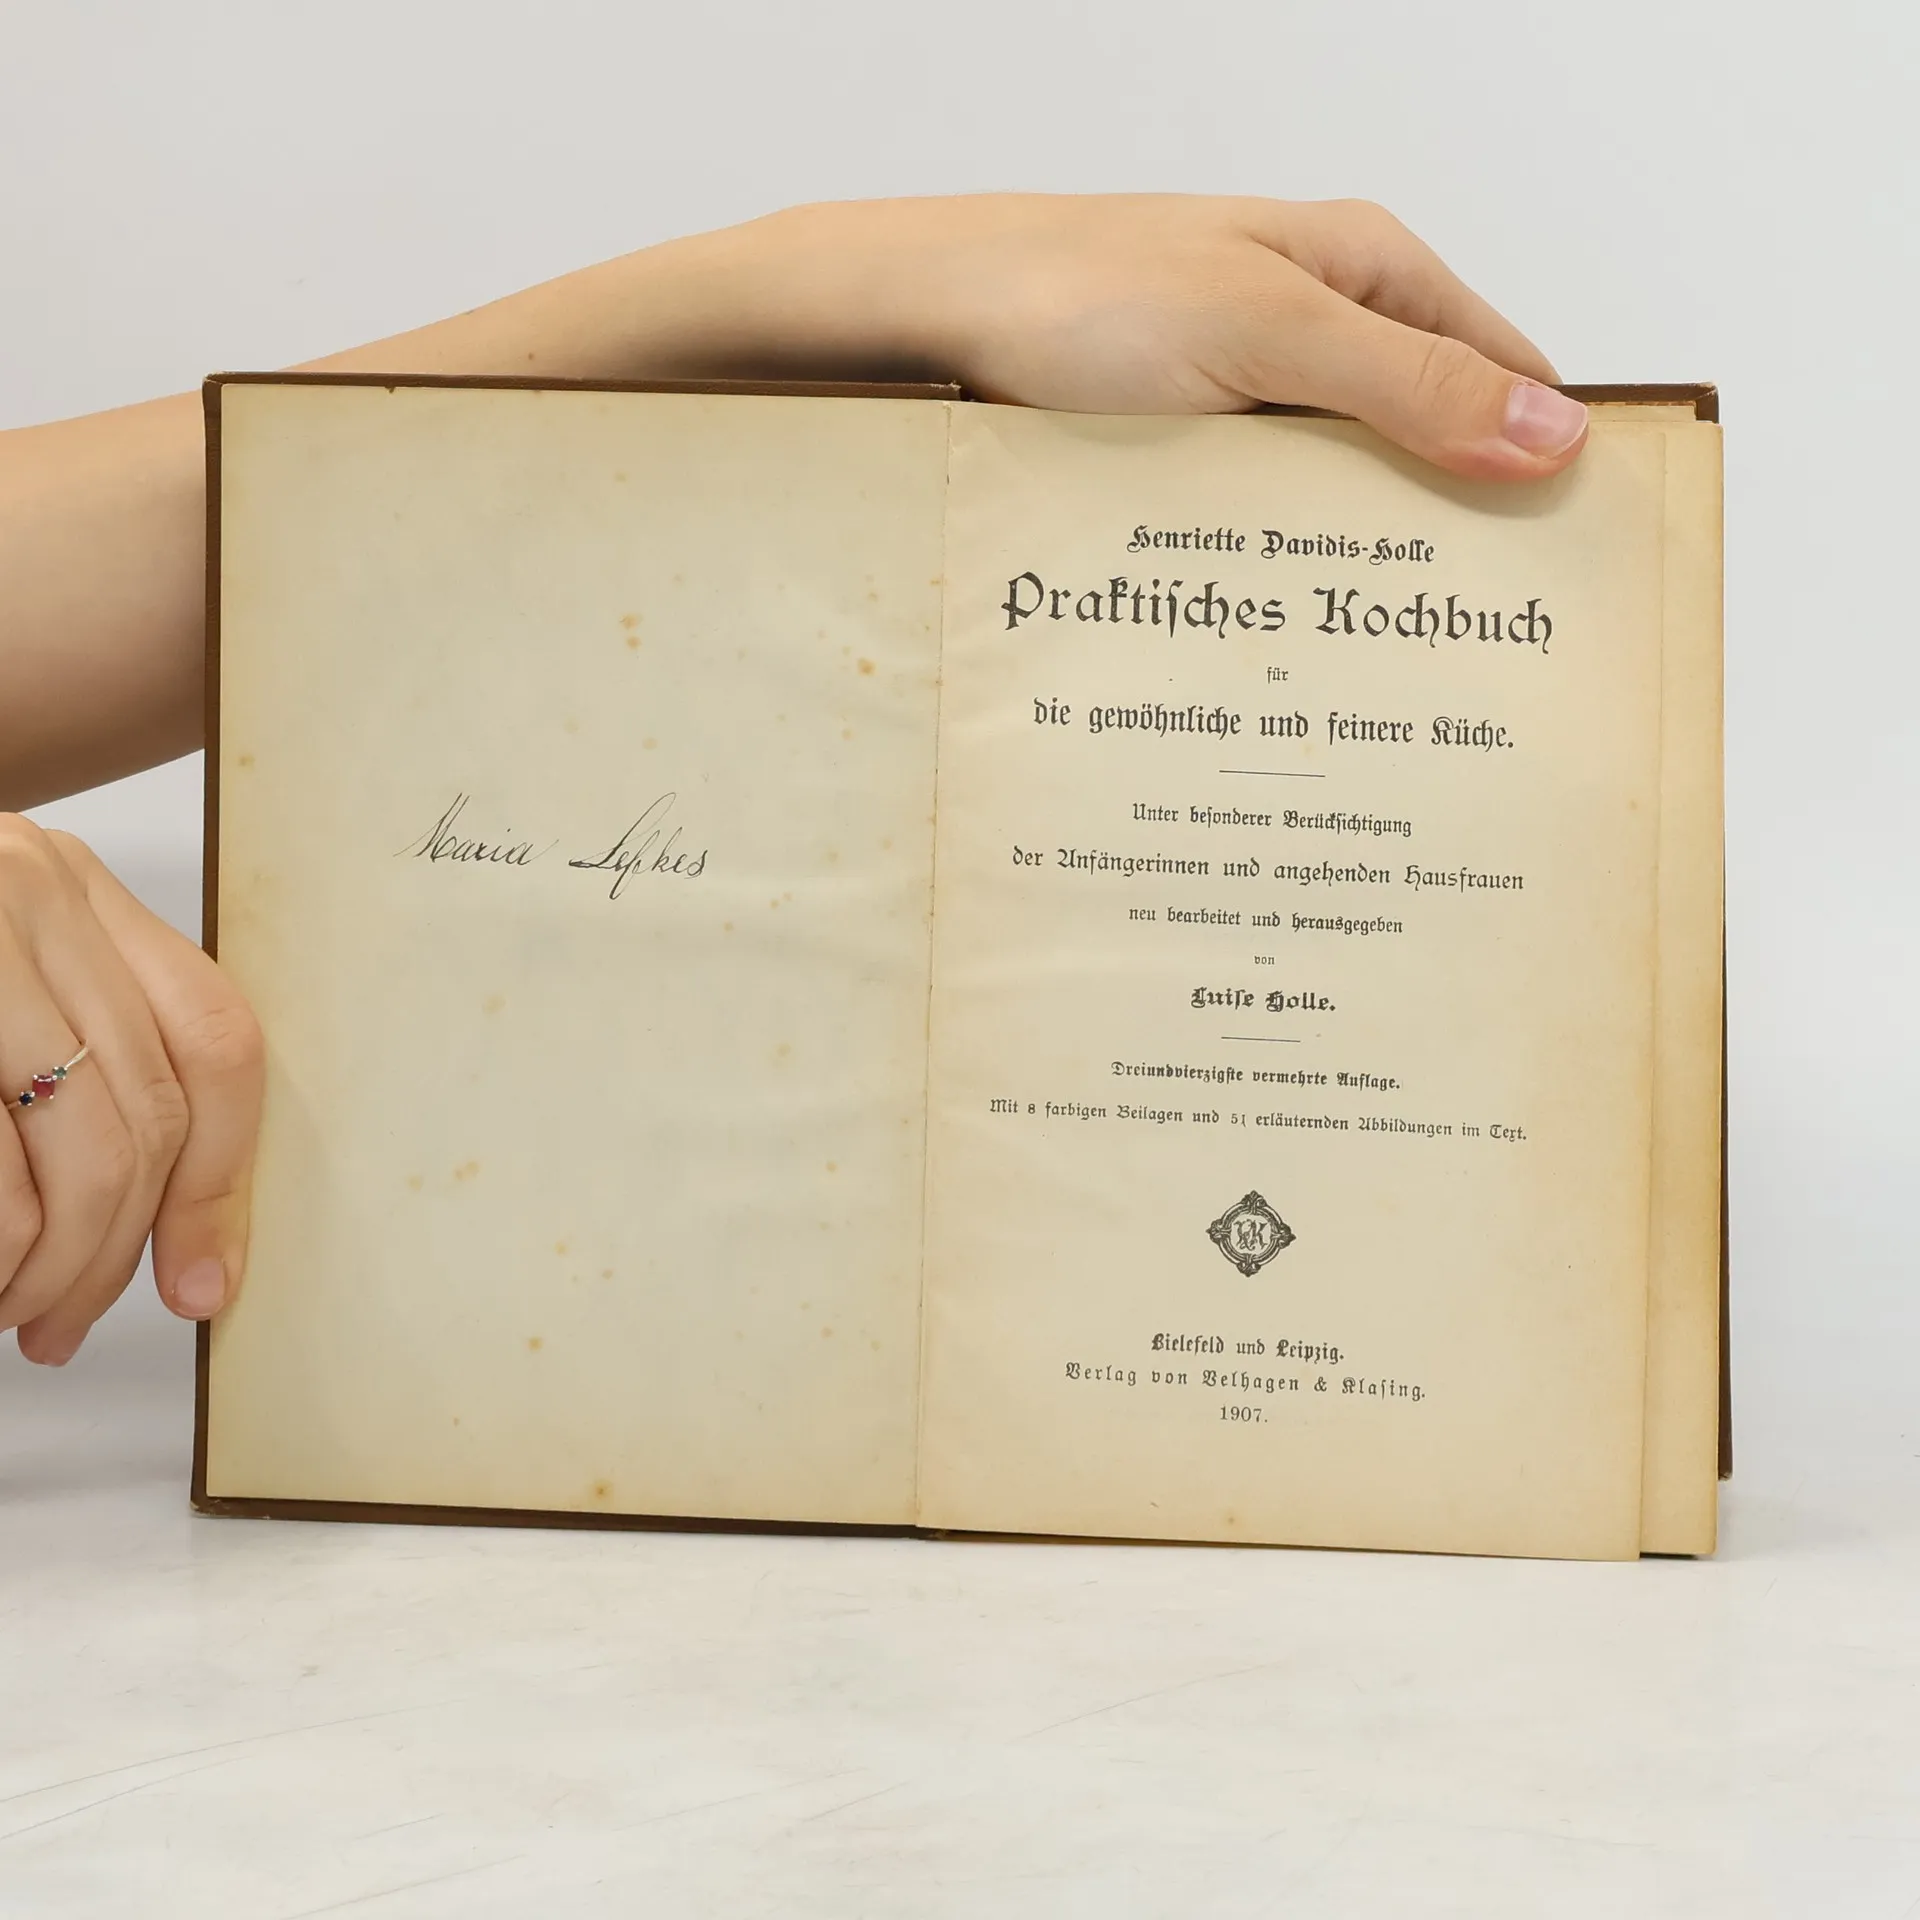 Maria Lefkes
Henriette Davidis-Holle
Praktiſches Kochbuch
für
die gewöhnliche und feinere Küche.
Unter beſonderer Berückſichtigung
der Anfängerinnen und angehenden Hausfrauen
neu bearbeitet und herausgegeben
von
Luiſe Holle.
Dreiundvierzigſte vermehrte Auflage.
Mit 8 farbigen Beilagen und 51 erläuternden Abbildungen im Text.
V&K
Bielefeld und Leipzig.
Verlag von Velhagen & Klaſing.
1907.